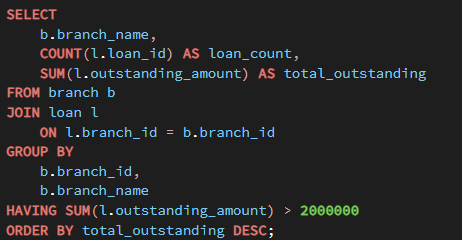 SELECT
    b.branch_name,
    COUNT(l.loan_id) AS loan_count,
    SUM(l.outstanding_amount) AS total_outstanding
FROM branch b
JOIN loan l
    ON l.branch_id = b.branch_id
GROUP BY
    b.branch_id,
    b.branch_name
HAVING SUM(l.outstanding_amount) > 2000000
ORDER BY total_outstanding DESC;